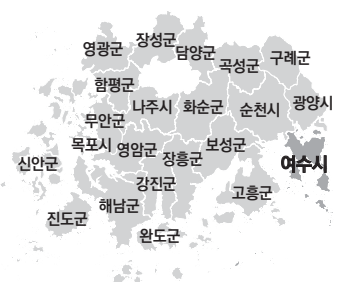 장성군
영광군
담양군
구례군
곡성군
함평군
나주시
화순군
순천시
광양시
무안군
목포시
영암군
보성군
장흥군
신안군
여수시
강진군
고흥군
해남군
진도군
완도군